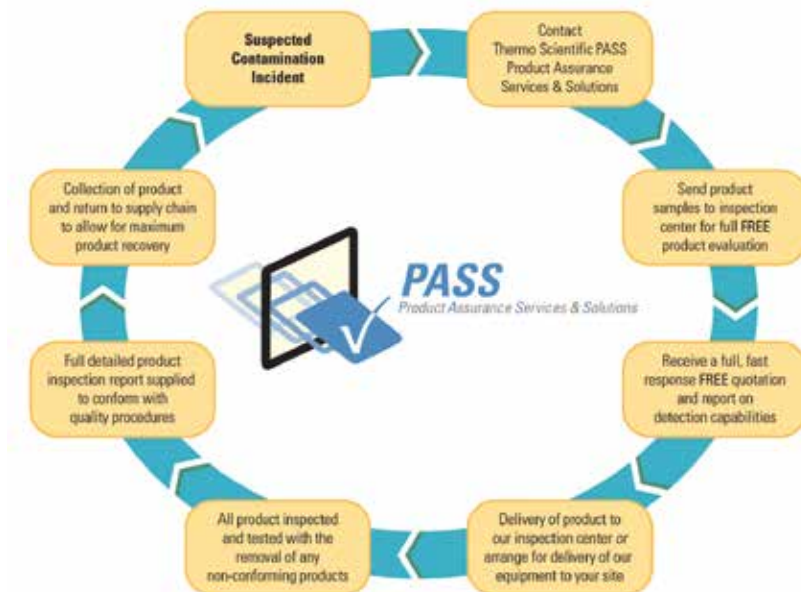 Suspected
Contamination
Incident
Contact
Thermo Scientific PASS
Product Assurance
Services & Solutions
Send product
samples to inspection
center for full FREE
product evaluation
Receive a full, fast
response FREE quotation
and report on
detection capabilities
Delivery of product to
our inspection center or
arrange for delivery of our
equipment to your site
All product inspected
and tested with the
removal of any
non-conforming products
Full detailed product
inspection report supplied
to conform with
quality procedures
Collection of product
and return to supply chain
to allow for maximum
product recovery
PASS
Product Assurance Services & Solutions